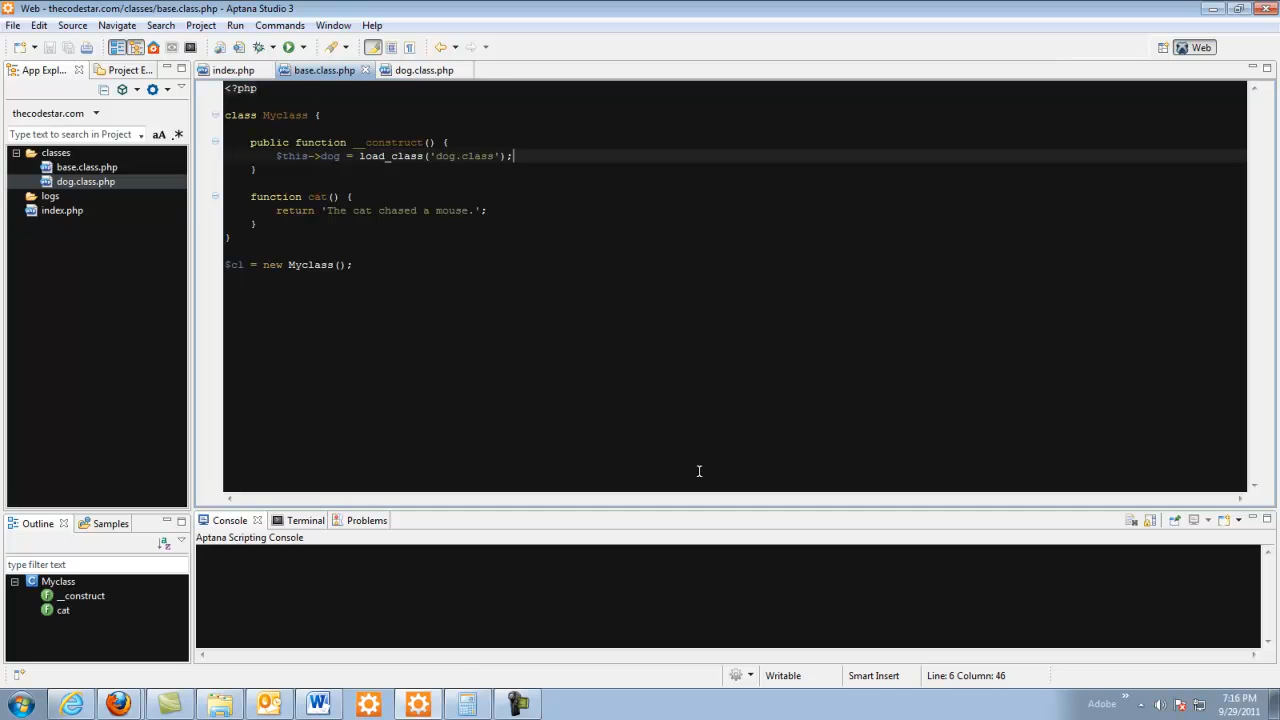 Web - thecodestar.com/classes/base.class.php - Aptana Studio 3
File Edit Source Navigate Search Project Run Commands Window Help
Web
App Expl... Project E...
index.php base.class.php dog.class.php
thecodestar.com
Type text to search in Project aA .*
classes
base.class.php
dog.class.php
logs
index.php
<?php
class Myclass {
public function __construct() {
$this->dog = load_class('dog.class');
}
function cat() {
return 'The cat chased a mouse.';
}
}
$cl = new Myclass();
Outline Samples
type filter text
C Myclass
f __construct
f cat
Console Terminal Problems
Aptana Scripting Console
Writable Smart Insert Line: 6 Column: 46
Adobe »
7:16 PM
9/29/2011